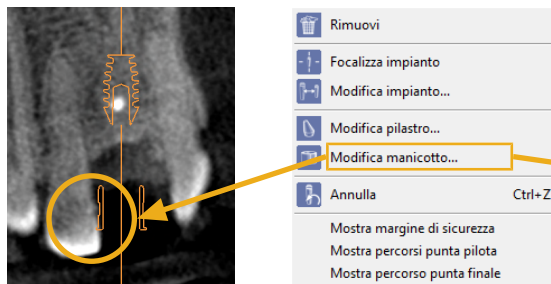 Rimuovi
Focalizza impianto
Modifica impianto...
Modifica pilastro...
Modifica manicotto...
Annulla Ctrl+Z
Mostra margine di sicurezza
Mostra percorsi punta pilota
Mostra percorso punta finale